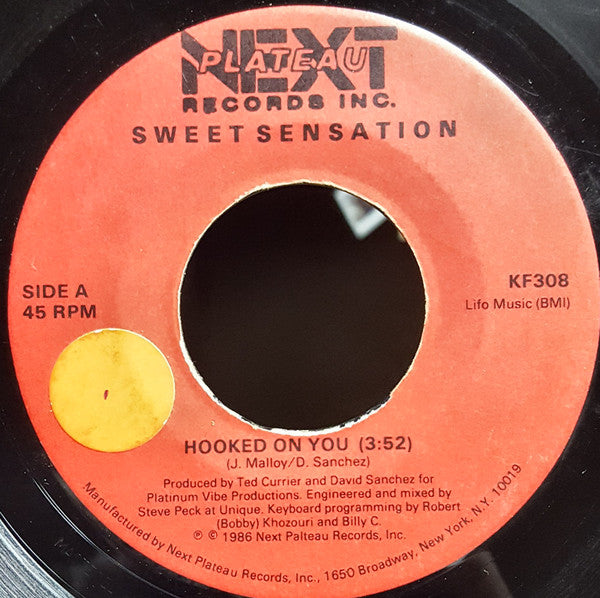 NEXT
PLATEAU
RECORDS INC.
SWEET SENSATION
SIDE A
45 RPM
KF308
Lifo Music (BMI)
HOOKED ON YOU (3:52)
(J. Malloy/D. Sanchez)
Produced by Ted Currier and David Sanchez for
Platinum Vibe Productions. Engineered and mixed by
Steve Peck at Unique. Keyboard programming by Robert
(Bobby) Khozouri and Billy C.
℗ © 1986 Next Palteau Records, Inc.
Manufactured by Next Plateau Records, Inc., 1650 Broadway, New York, N.Y. 10019